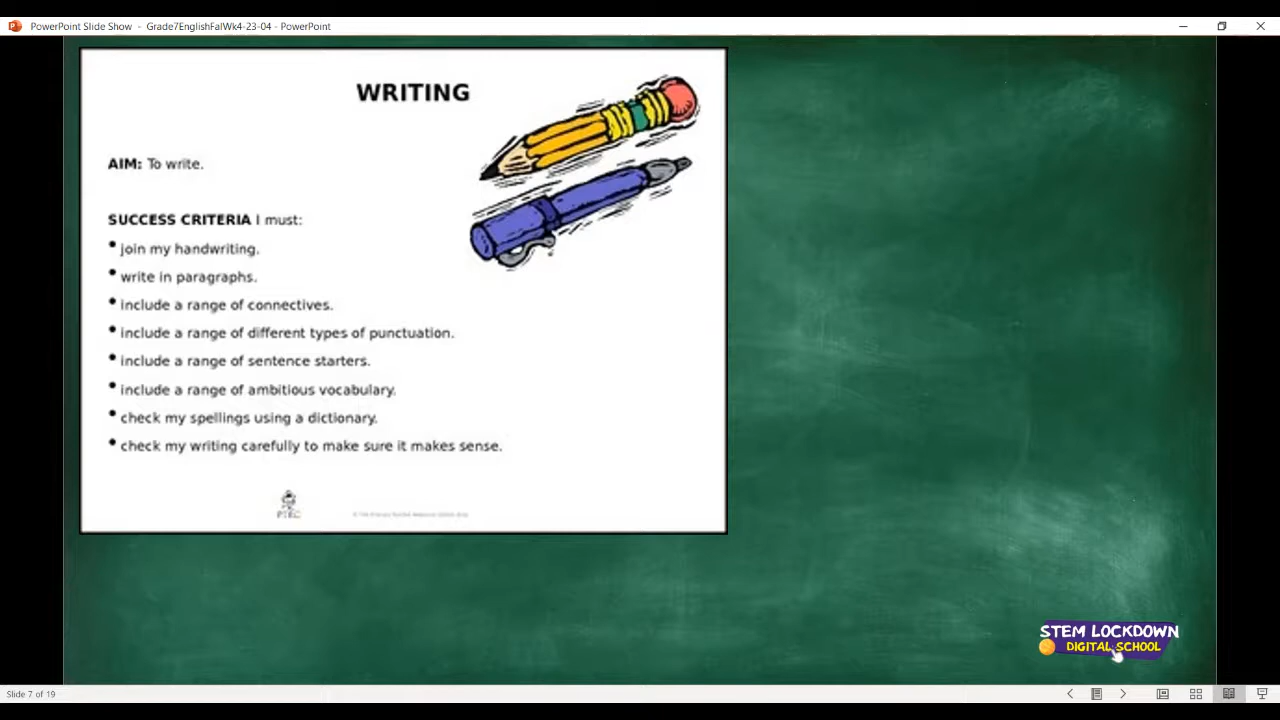 PowerPoint Slide Show - Grade7EnglishFalWk4-23-04 - PowerPoint
WRITING
AIM: To write.
SUCCESS CRITERIA I must:
• join my handwriting.
• write in paragraphs.
• include a range of connectives.
• include a range of different types of punctuation.
• include a range of sentence starters.
• include a range of ambitious vocabulary.
• check my spellings using a dictionary.
• check my writing carefully to make sure it makes sense.
STEM LOCKDOWN
DIGITAL SCHOOL
Slide 7 of 19